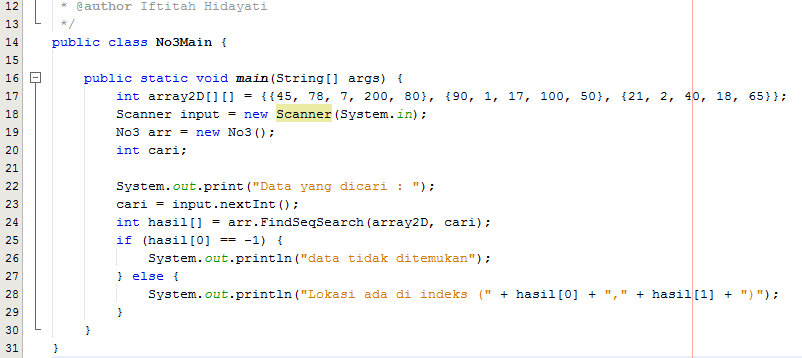 12 * @author Iftitah Hidayati
13 */
14 public class No3Main {
15
16 public static void main(String[] args) {
17 int array2D[][] = {{45, 78, 7, 200, 80}, {90, 1, 17, 100, 50}, {21, 2, 40, 18, 65}};
18 Scanner input = new Scanner(System.in);
19 No3 arr = new No3();
20 int cari;
21
22 System.out.print("Data yang dicari : ");
23 cari = input.nextInt();
24 int hasil[] = arr.FindSeqSearch(array2D, cari);
25 if (hasil[0] == -1) {
26 System.out.println("data tidak ditemukan");
27 } else {
28 System.out.println("Lokasi ada di indeks (" + hasil[0] + "," + hasil[1] + ")");
29 }
30 }
31 }